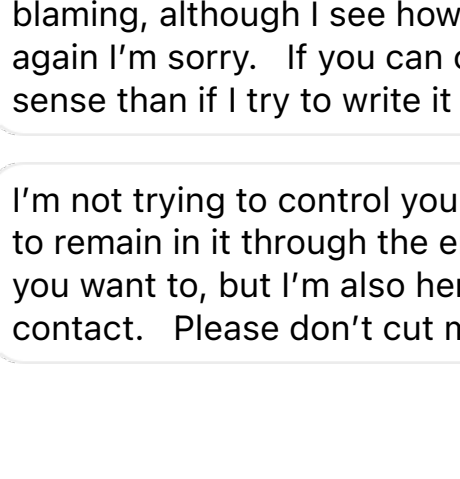 blaming, although I see how
again I’m sorry.   If you can
sense than if I try to write it
I’m not trying to control you
to remain in it through the
you want to, but I’m also
contact.   Please don’t cut